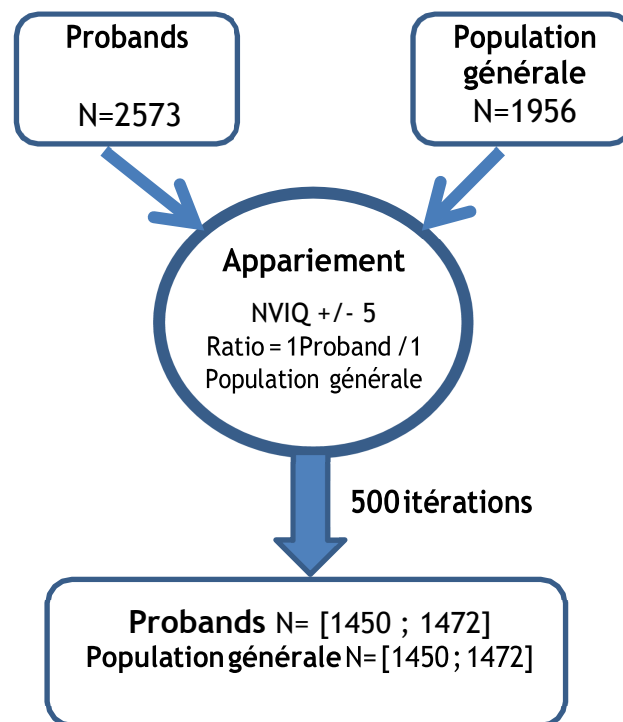 Probands
N=2573
Population
générale
N=1956
Appariement
NVIQ +/- 5
Ratio = 1Proband / 1
Population générale
500 itérations
Probands N= [1450 ; 1472]
Population générale N= [1450 ; 1472]